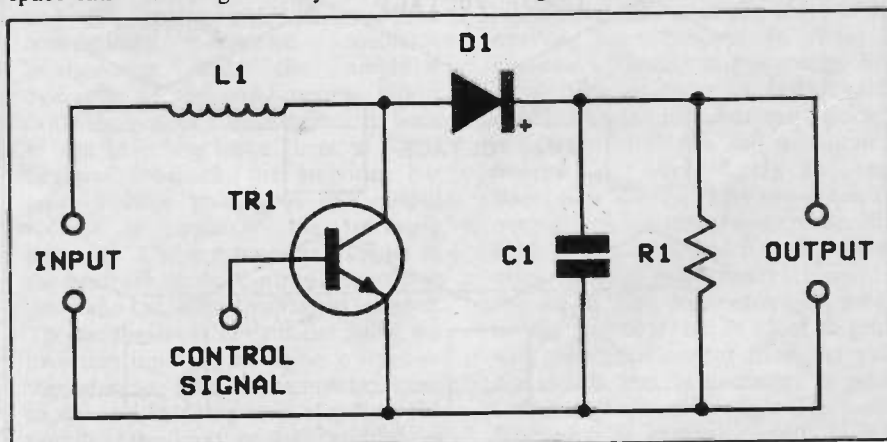 D1
L1
+
TR1
INPUT
C1
R1
OUTPUT
CONTROL
SIGNAL